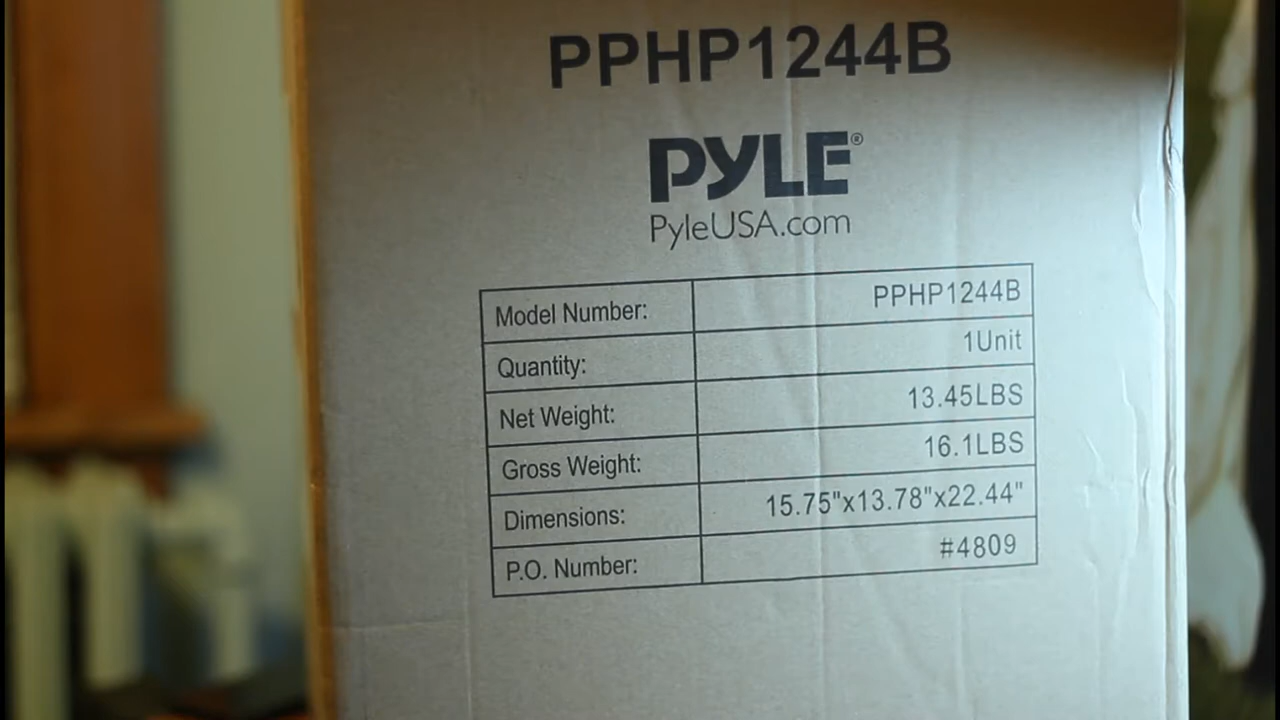 PPHP1244B
PYLE®
PyleUSA.com
Model Number: PPHP1244B
Quantity: 1Unit
Net Weight: 13.45LBS
Gross Weight: 16.1LBS
Dimensions: 15.75"x13.78"x22.44"
P.O. Number: #4809